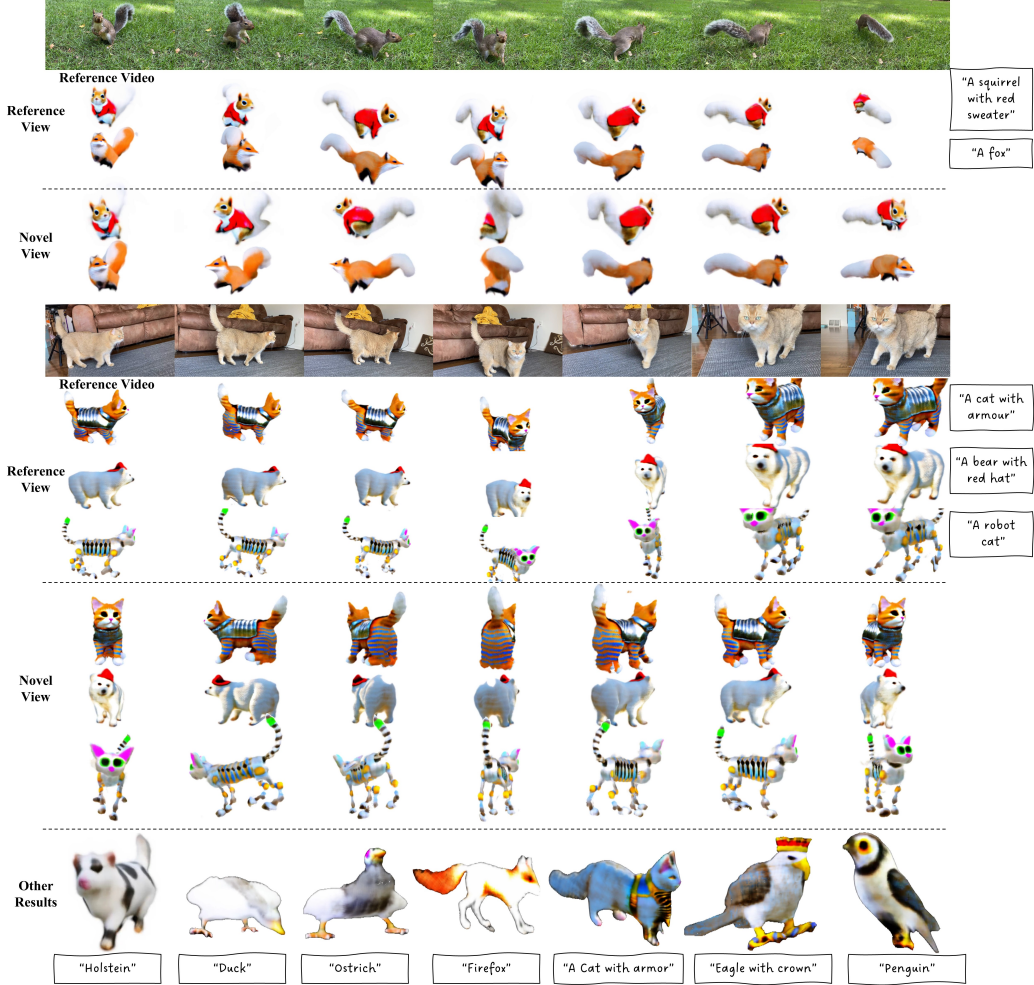 Reference Video
Reference
View
"A squirrel
with red
sweater"
"A fox"
Novel
View
Reference Video
Reference
View
"A cat with
armour"
"A bear with
red hat"
"A robot
cat"
Novel
View
Other
Results
"Holstein"
"Duck"
"Ostrich"
"Firefox"
"A Cat with armor"
"Eagle with crown"
"Penguin"